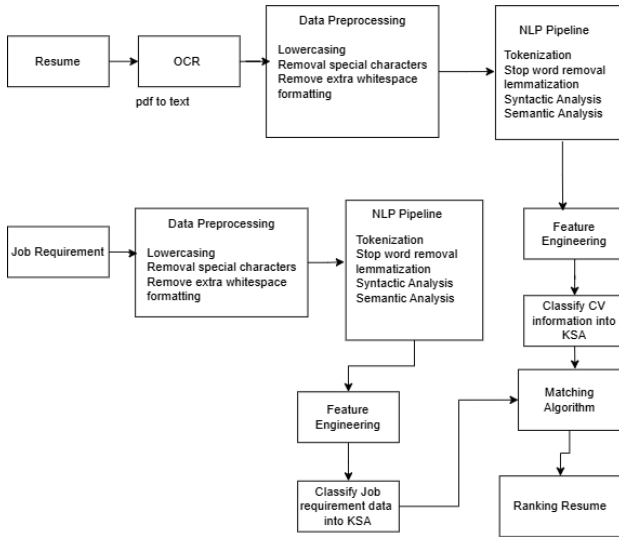 Resume
OCR
pdf to text
Data Preprocessing
Lowercasing
Removal special characters
Remove extra whitespace
formatting
NLP Pipeline
Tokenization
Stop word removal
lemmatization
Syntactic Analysis
Semantic Analysis
Job Requirement
Data Preprocessing
Lowercasing
Removal special characters
Remove extra whitespace
formatting
NLP Pipeline
Tokenization
Stop word removal
lemmatization
Syntactic Analysis
Semantic Analysis
Feature
Engineering
Classify CV
information into
KSA
Feature
Engineering
Matching
Algorithm
Classify Job
requirement data
into KSA
Ranking Resume